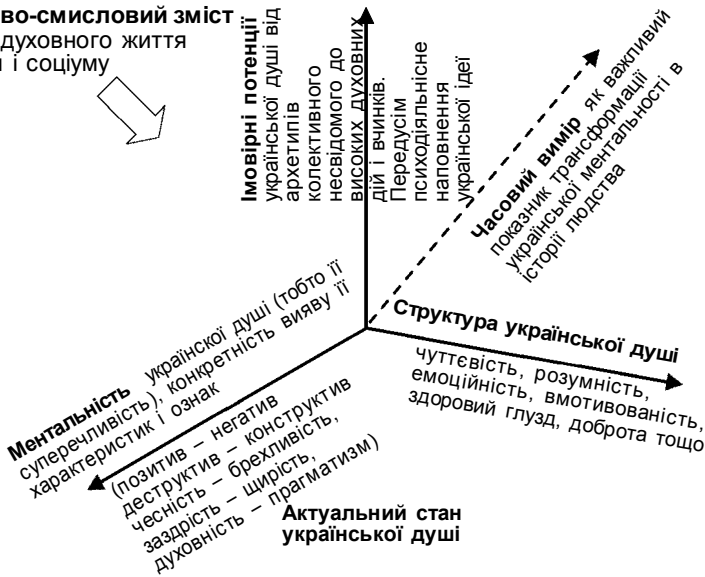 во-смисловий зміст
духовного життя
і соціуму
Імовірні потенції
української душі від
архетипів
колективного
несвідомого до
високих духовних
дій і вчинків.
Передусім
психодіяльнісне
наповнення
української ідеї
Часовий вимір як важливий
показник трансформації
української ментальності в
історії людства
Структура української душі
чуттєвість, розумність,
емоційність, вмотивованість,
здоровий глузд, доброта тощо
Ментальність українскої душі (тобто її
суперечливість), конкретність вияву її
характеристик і ознак
(позитив – негатив
деструктив – конструктив
чесність – брехливість,
заздрість – щирість,
духовність – прагматизм)
Актуальний стан
української душі